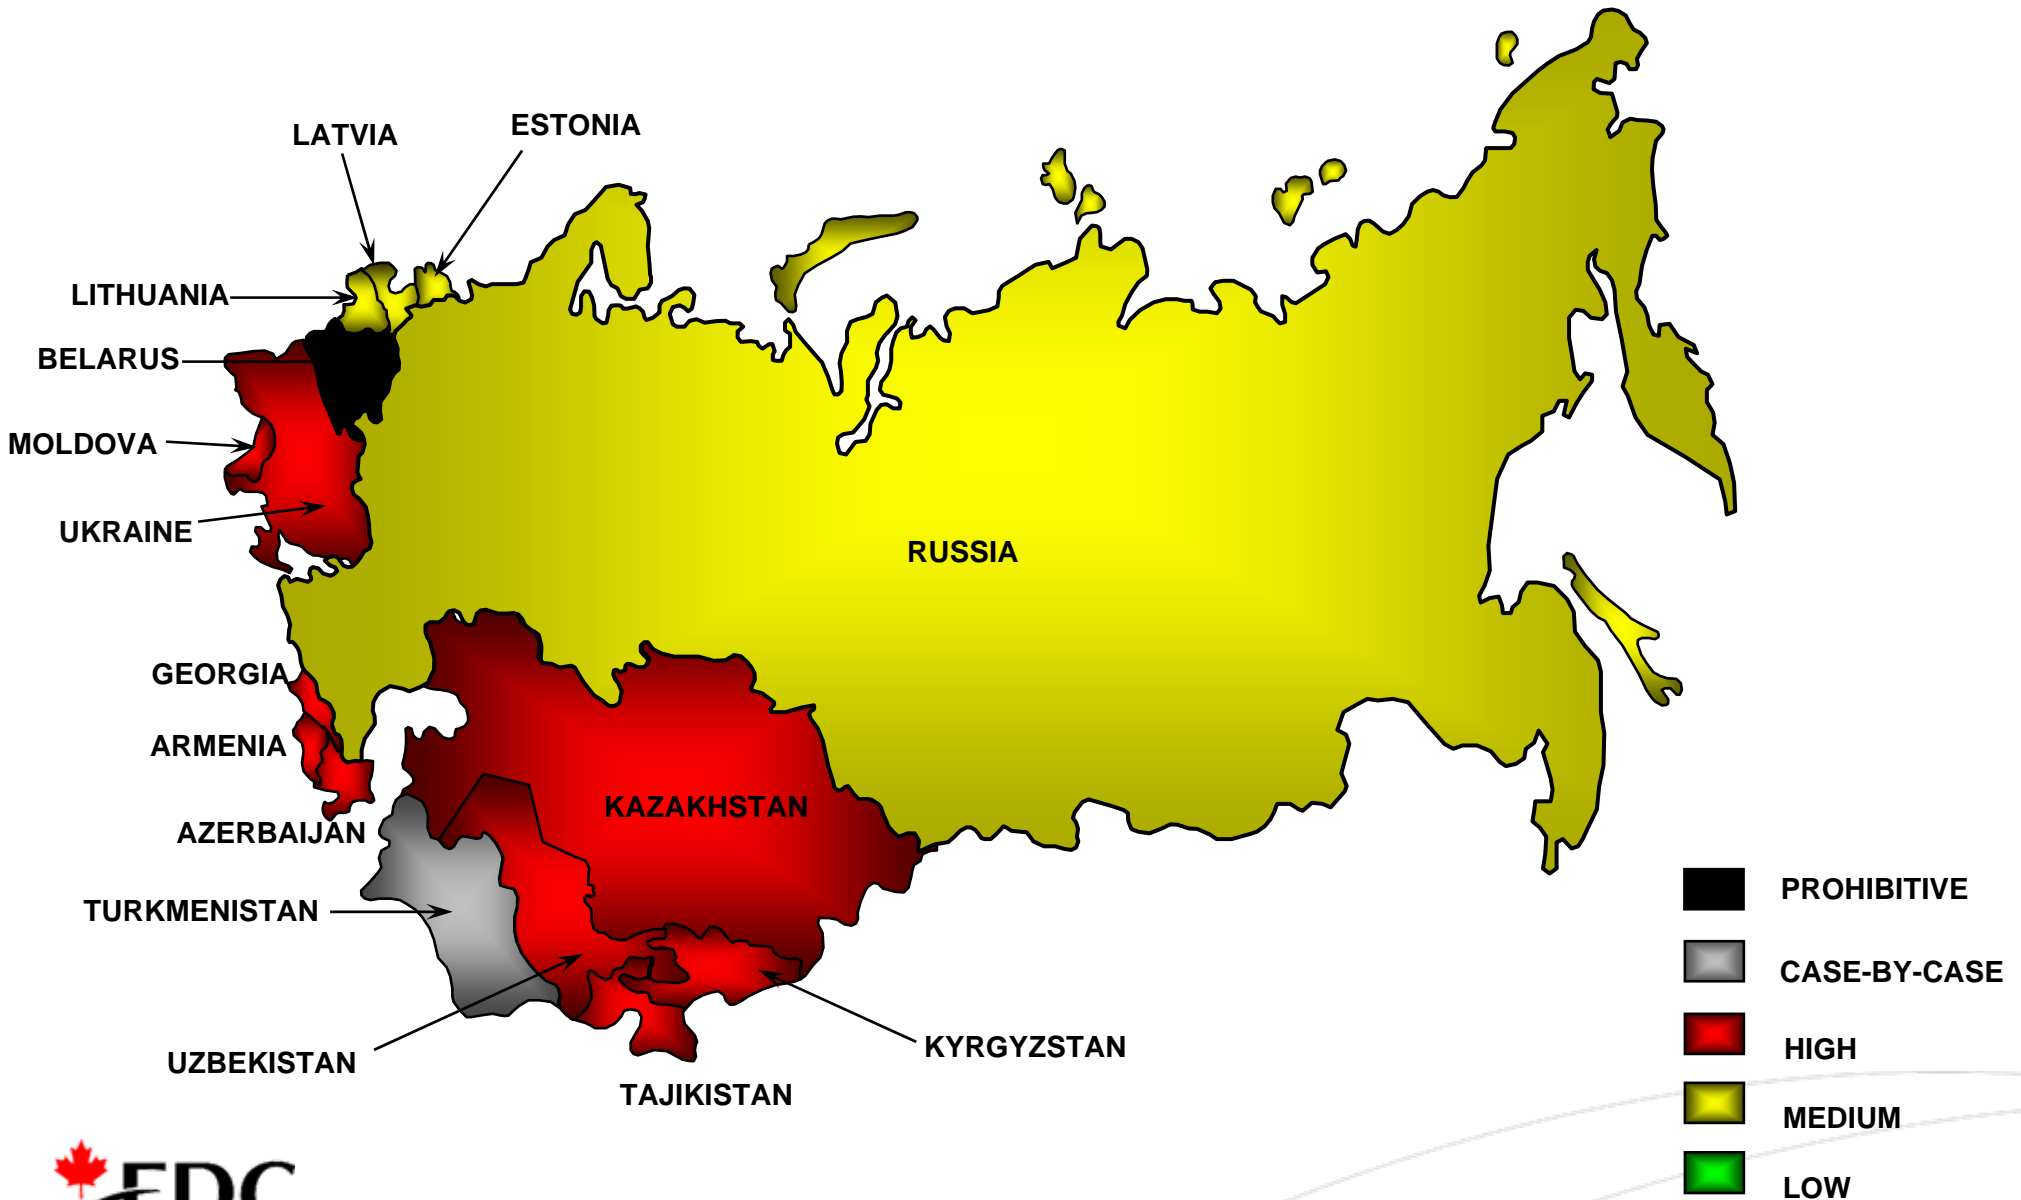 LATVIA
ESTONIA
LITHUANIA
BELARUS
MOLDOVA
UKRAINE
RUSSIA
GEORGIA
ARMENIA
KAZAKHSTAN
AZERBAIJAN
TURKMENISTAN
UZBEKISTAN
KYRGYZSTAN
TAJIKISTAN
PROHIBITIVE
CASE-BY-CASE
HIGH
MEDIUM
LOW
EDC